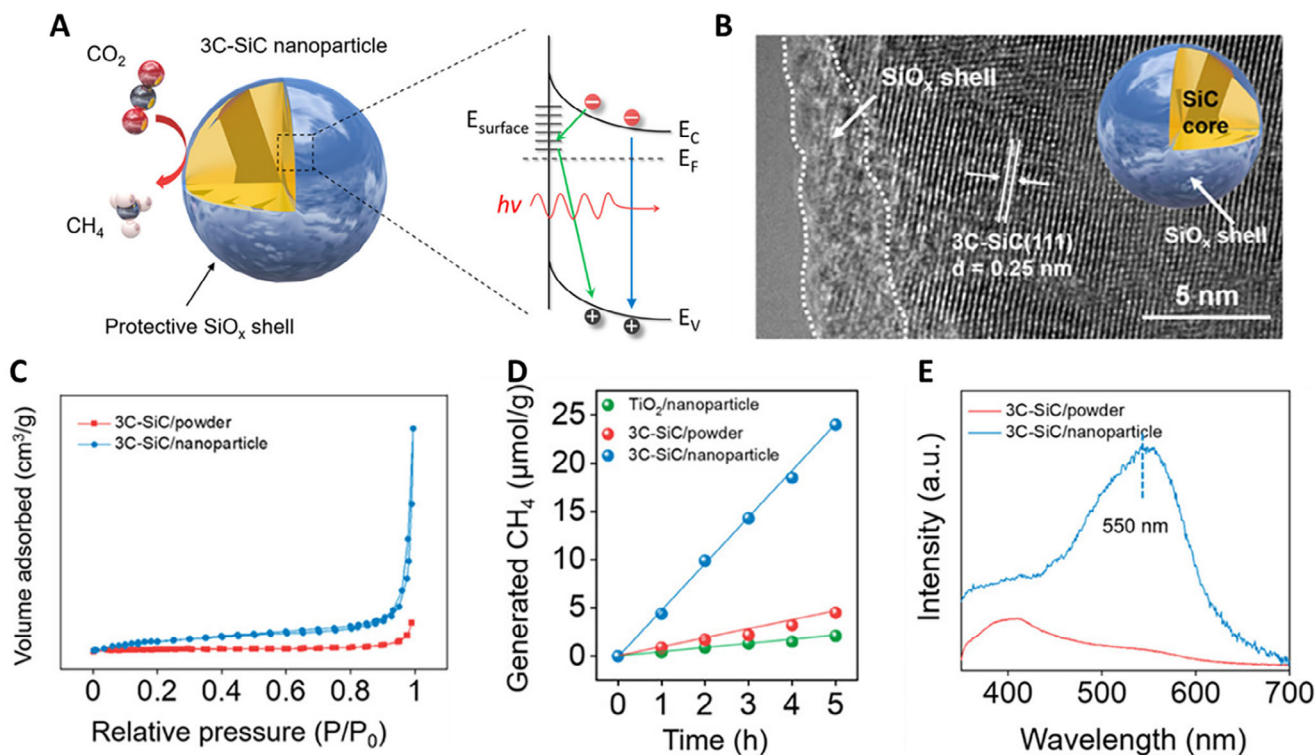 A
CO₂
3C-SiC nanoparticle
CH₄
Protective SiOₓ shell
E_surface
E_C
E_F
hν
E_V
B
SiOₓ shell
SiC
core
3C-SiC(111)
d = 0.25 nm
SiOₓ shell
5 nm
C
3C-SiC/powder
3C-SiC/nanoparticle
Volume adsorbed (cm³/g)
0 0.2 0.4 0.6 0.8 1
Relative pressure (P/P₀)
D
TiO₂/nanoparticle
3C-SiC/powder
3C-SiC/nanoparticle
Generated CH₄ (μmol/g)
25
20
15
10
5
0
0 1 2 3 4 5
Time (h)
E
3C-SiC/powder
3C-SiC/nanoparticle
550 nm
Intensity (a.u.)
400 500 600 700
Wavelength (nm)